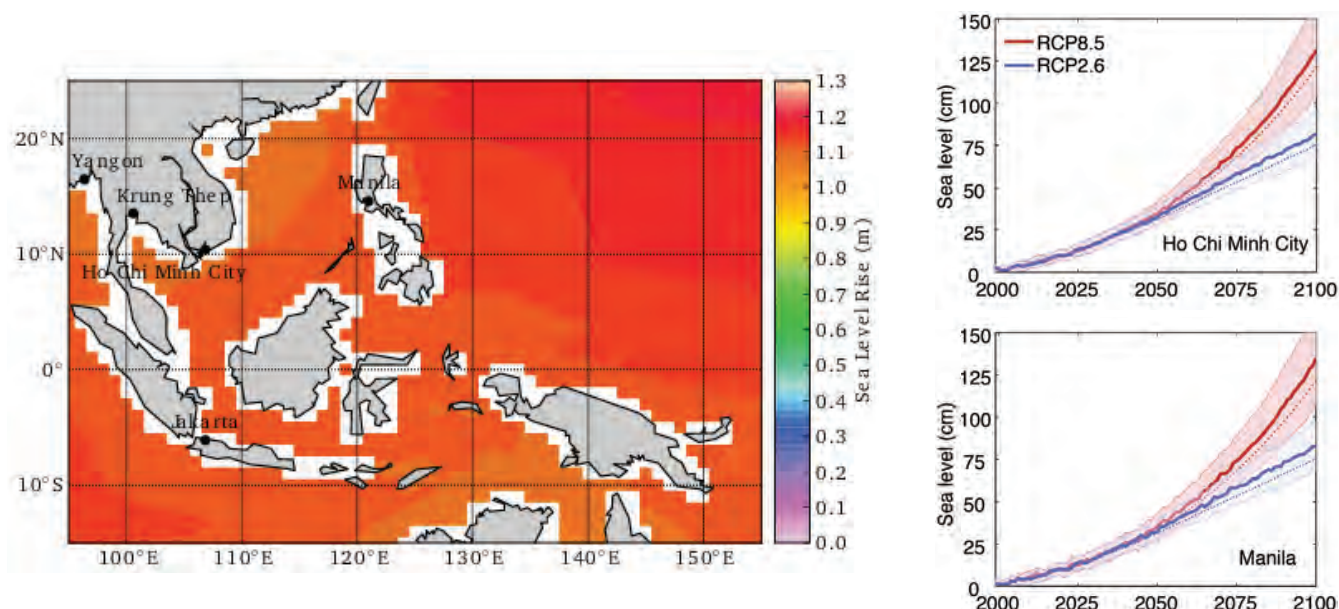 20°N
10°N
0°
10°S
100°E
110°E
120°E
130°E
140°E
150°E
Yangon
Krung Thep
Ho Chi Minh City
Manila
Jakarta
1.3
1.2
1.1
1.0
0.9
0.8
0.7
0.6
0.5
0.4
0.3
0.2
0.1
0.0
Sea Level Rise (m)
150
125
100
75
50
25
0
Sea level (cm)
RCP8.5
RCP2.6
Ho Chi Minh City
2000
2025
2050
2075
2100
150
125
100
75
50
25
0
Sea level (cm)
Manila
2000
2025
2050
2075
2100